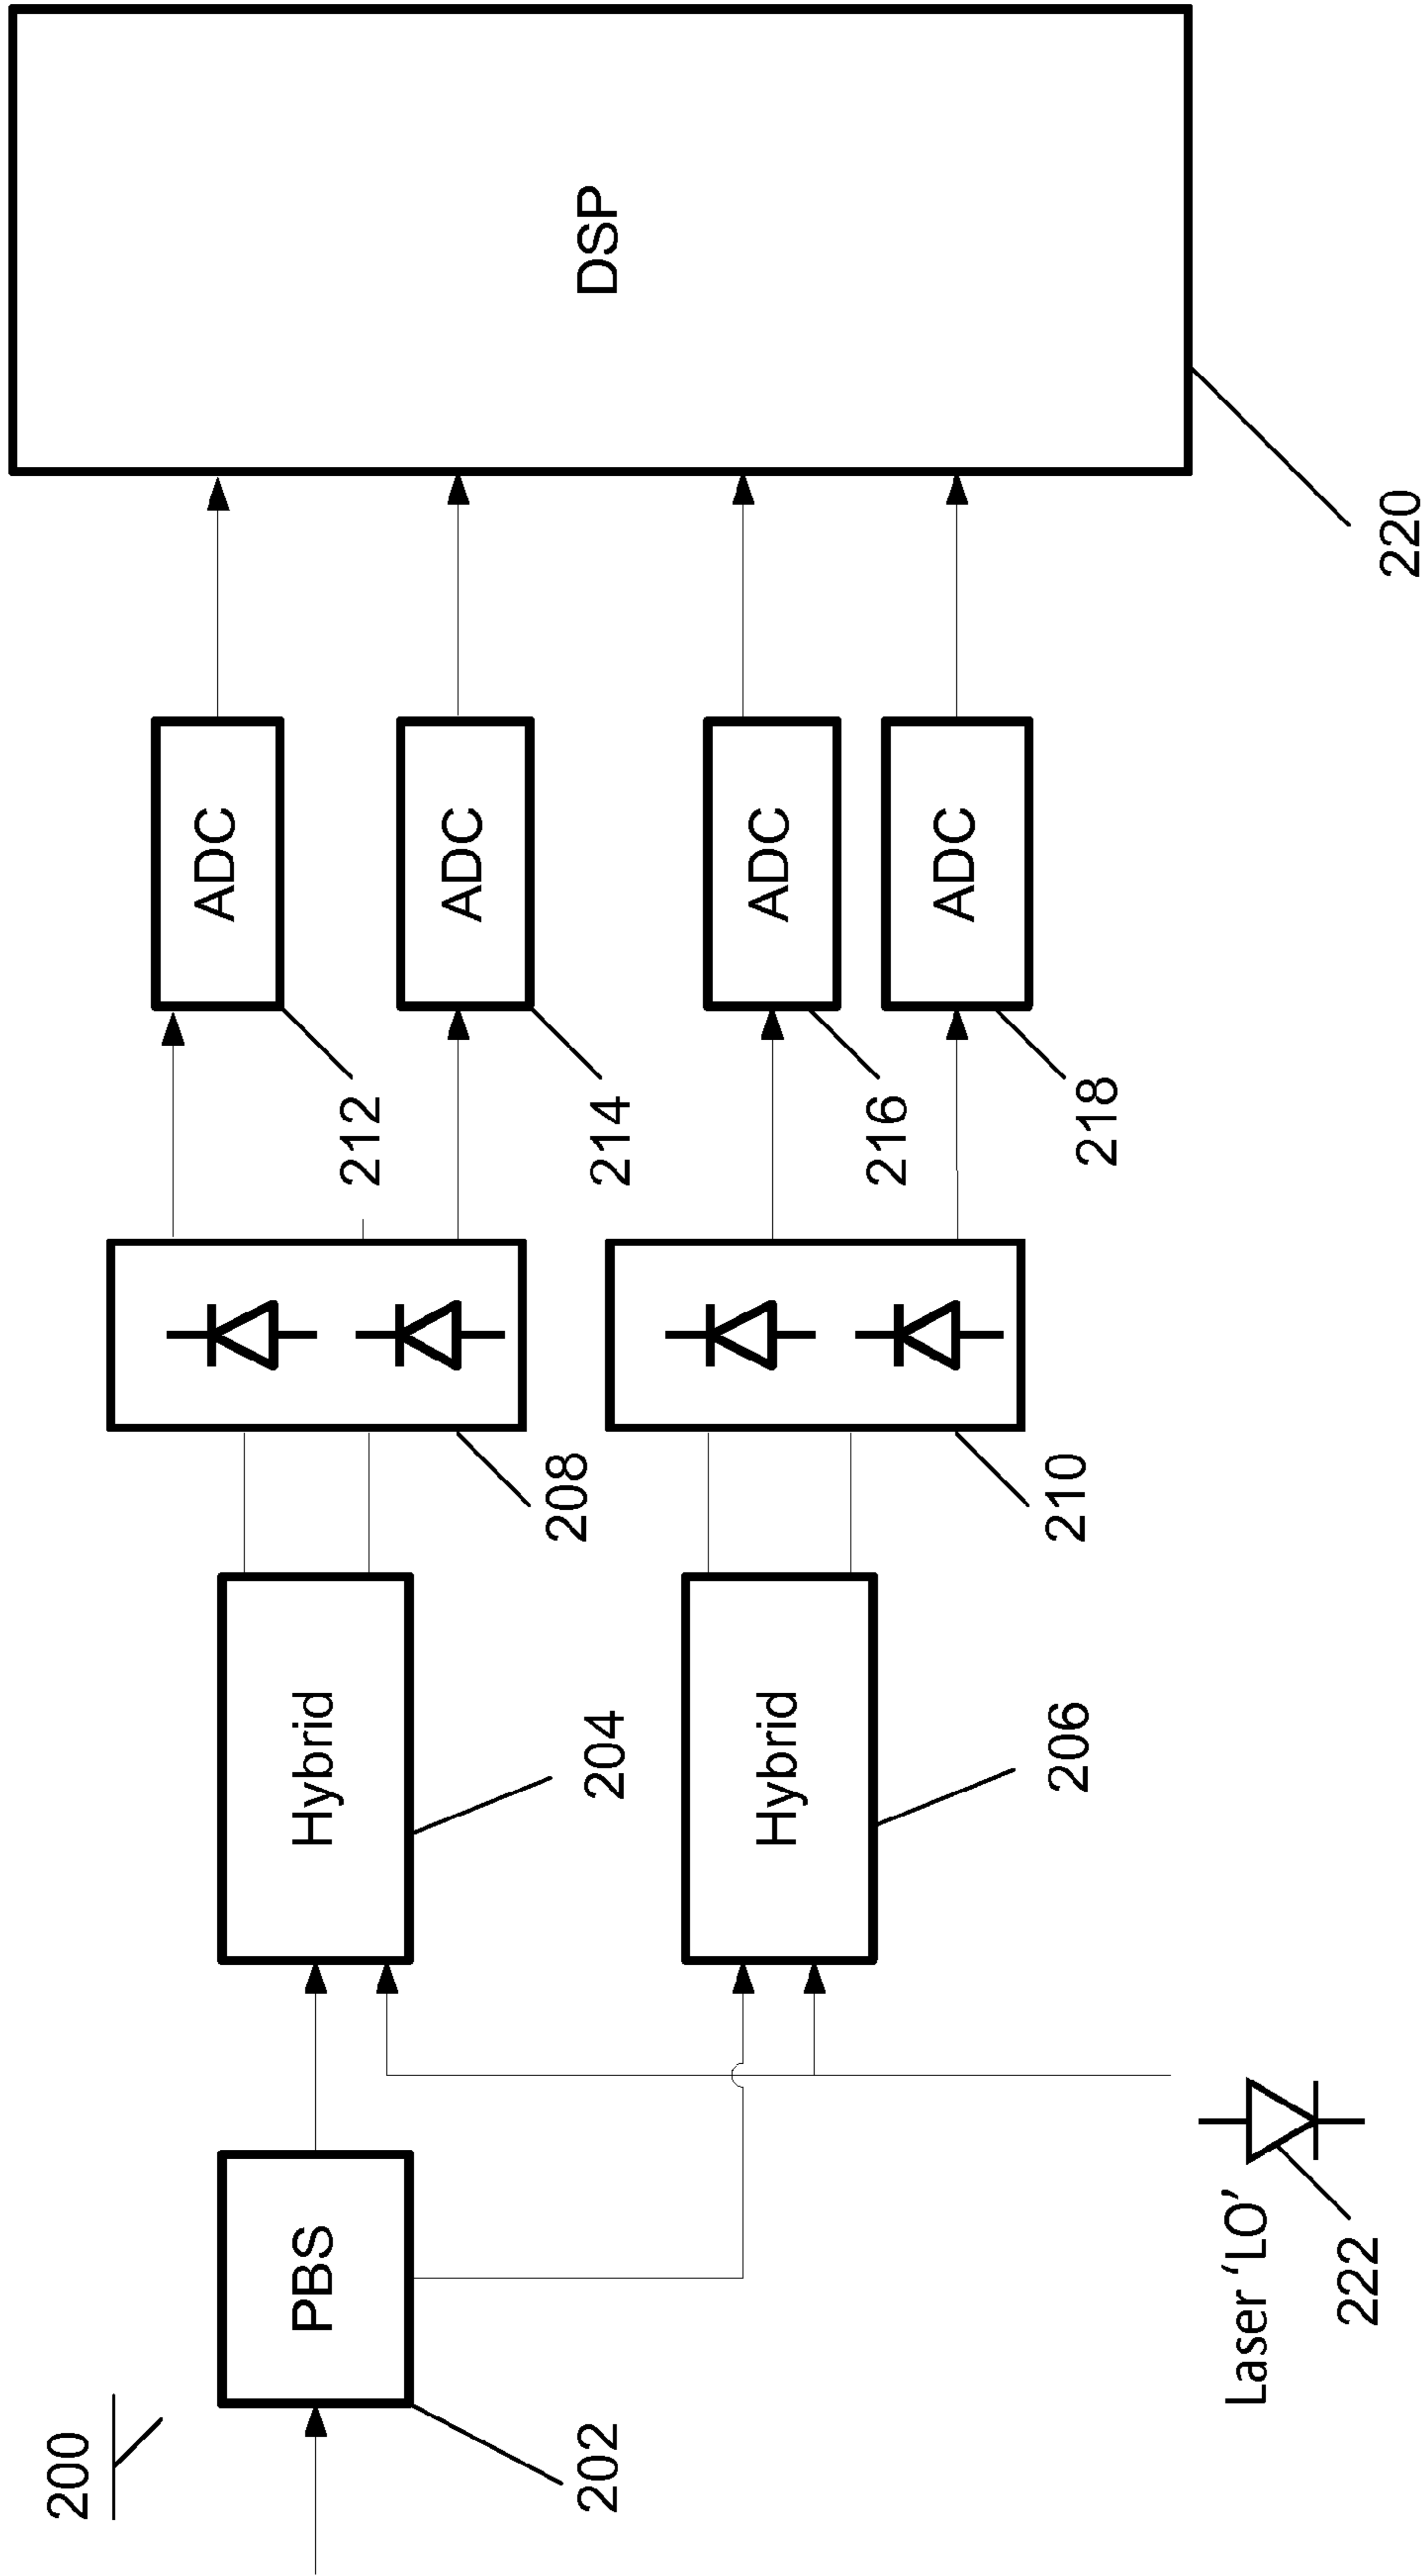 200
PBS
202
Hybrid
204
Hybrid
206
208
210
ADC
212
ADC
214
ADC
216
ADC
218
DSP
220
Laser ‘LO’
222